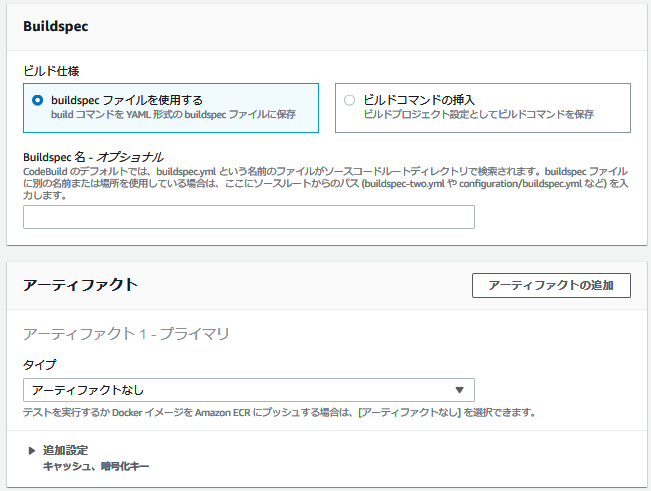 Buildspec
ビルド仕様
buildspec ファイルを使用する
build コマンドを YAML 形式の buildspec ファイルに保存
ビルドコマンドの挿入
ビルドプロジェクト設定としてビルドコマンドを保存
Buildspec 名 - オプショナル
CodeBuild のデフォルトでは、buildspec.yml という名前のファイルがソースコードルートディレクトリで検索されます。buildspec ファイル
に別の名前または場所を使用している場合は、ここにソースルートからのパス (buildspec-two.yml や configuration/buildspec.yml など) を入
力します。
アーティファクト
アーティファクトの追加
アーティファクト 1 - プライマリ
タイプ
アーティファクトなし
テストを実行するか Docker イメージを Amazon ECR にプッシュする場合は、[アーティファクトなし] を選択できます。
追加設定
キャッシュ、暗号化キー